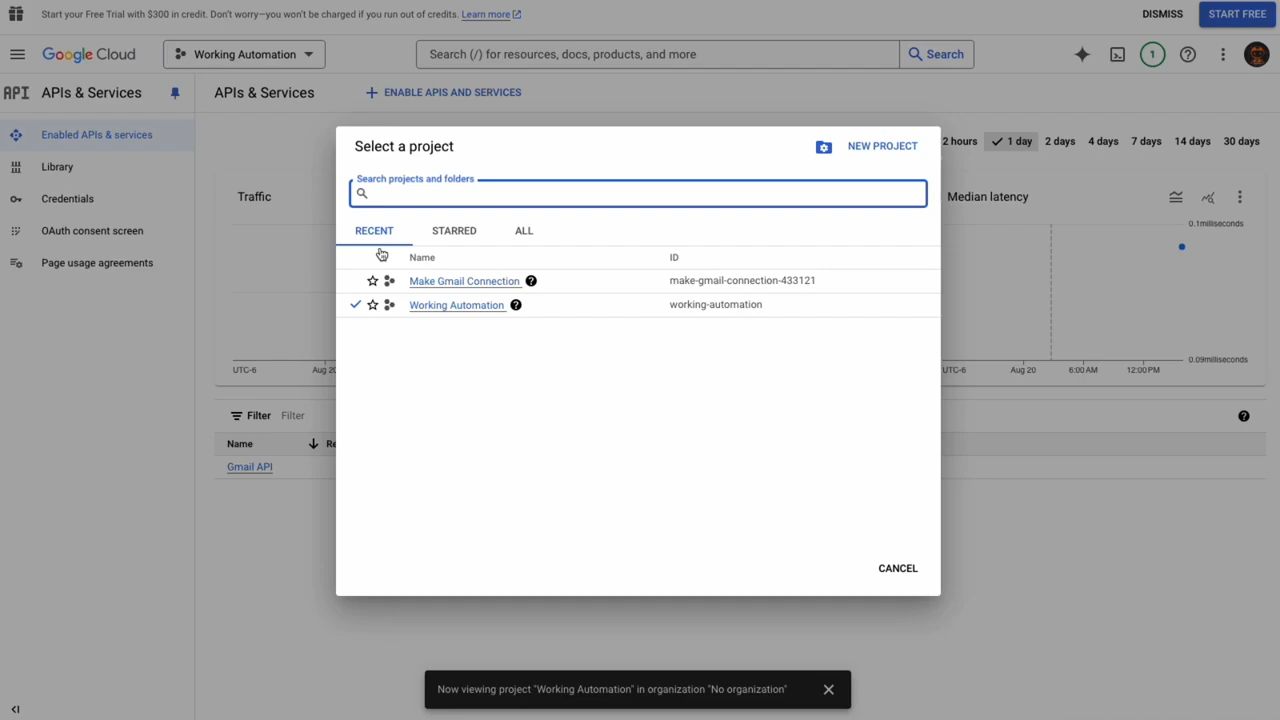 Start your Free Trial with $300 in credit. Don't worry—you won't be charged if you run out of credits. Learn more
DISMISS
START FREE
Google Cloud
Working Automation
Search (/) for resources, docs, products, and more
Search
1
API APIs & Services
APIs & Services
ENABLE APIS AND SERVICES
Enabled APIs & services
Library
Credentials
OAuth consent screen
Page usage agreements
2 hours
1 day
2 days
4 days
7 days
14 days
30 days
Traffic
Median latency
0.1milliseconds
0.09milliseconds
UTC-6
Aug 20
UTC-6
Aug 20
6:00 AM
12:00 PM
Filter
Filter
Name
Re
Gmail API
Select a project
NEW PROJECT
Search projects and folders
RECENT
STARRED
ALL
Name
ID
Make Gmail Connection
make-gmail-connection-433121
Working Automation
working-automation
CANCEL
Now viewing project "Working Automation" in organization "No organization"